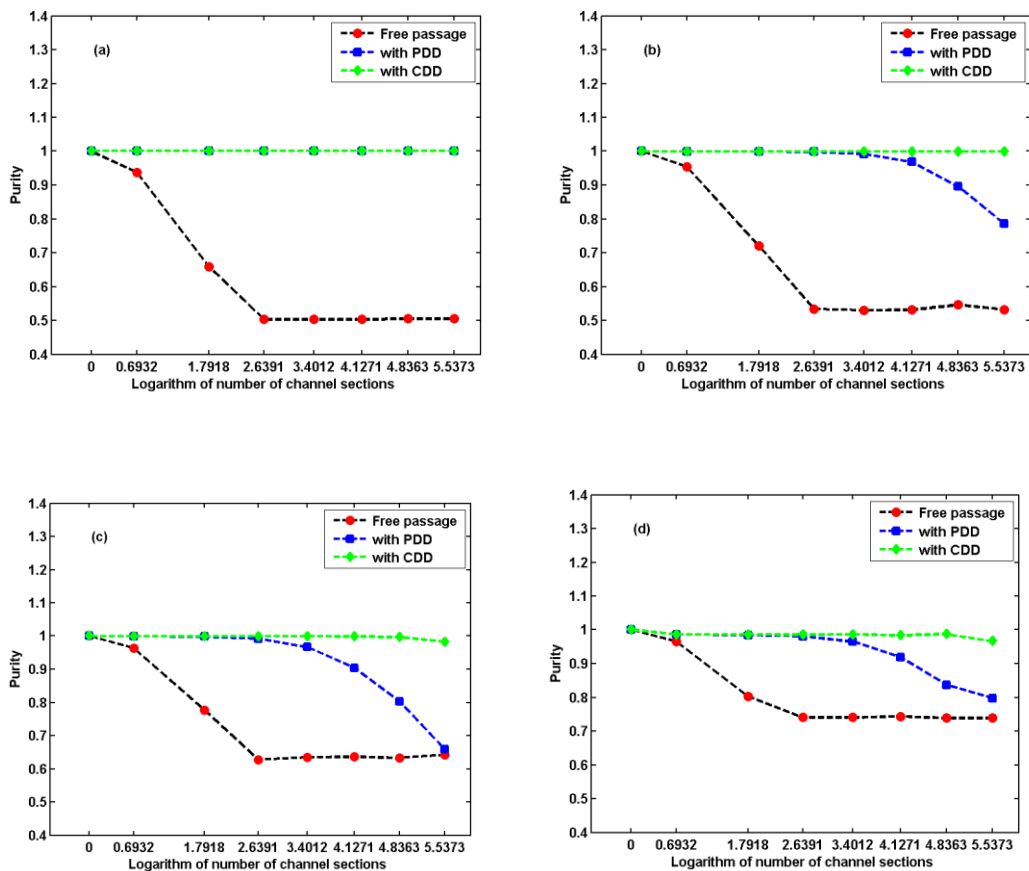 (a)
Free passage
with PDD
with CDD
1.4
1.3
1.2
1.1
1
0.9
0.8
0.7
0.6
0.5
0.4
Purity
0 0.6932 1.7918 2.6391 3.4012 4.1271 4.8363 5.5373
Logarithm of number of channel sections
(b)
Free passage
with PDD
with CDD
1.4
1.3
1.2
1.1
1
0.9
0.8
0.7
0.6
0.5
0.4
Purity
0 0.6932 1.7918 2.6391 3.4012 4.1271 4.8363 5.5373
Logarithm of number of channel sections
(c)
Free passage
with PDD
with CDD
1.4
1.3
1.2
1.1
1
0.9
0.8
0.7
0.6
0.5
0.4
Purity
0 0.6932 1.7918 2.6391 3.4012 4.1271 4.8363 5.5373
Logarithm of number of channel sections
(d)
Free passage
with PDD
with CDD
1.4
1.3
1.2
1.1
1
0.9
0.8
0.7
0.6
0.5
0.4
Purity
0 0.6932 1.7918 2.6391 3.4012 4.1271 4.8363 5.5373
Logarithm of number of channel sections